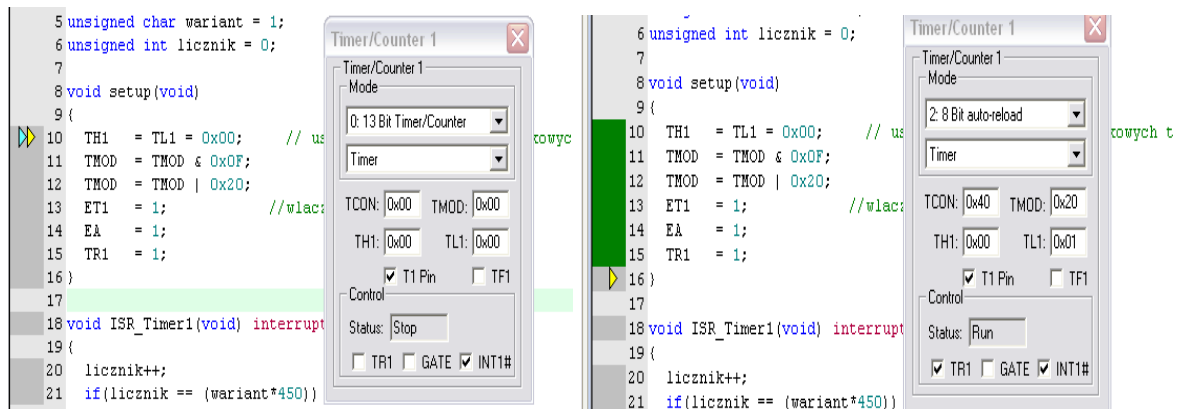 5 unsigned char wariant = 1;
6 unsigned int licznik = 0;
7
8 void setup(void)
9 {
10 TH1 = TL1 = 0x00; // us
11 TMOD = TMOD & 0x0F;
12 TMOD = TMOD | 0x20;
13 ET1 = 1; //wlacz
14 EA = 1;
15 TR1 = 1;
16 }
17
18 void ISR_Timer1(void) interrupt
19 {
20 licznik++;
21 if(licznik == (wariant*450))
kowyc
Timer/Counter 1
Timer/Counter 1
Mode
0: 13 Bit Timer/Counter
Timer
TCON: 0x00 TMOD: 0x00
TH1: 0x00 TL1: 0x00
T1 Pin TF1
Control
Status: Stop
TR1 GATE INT1#
6 unsigned int licznik = 0;
7
8 void setup(void)
9 {
10 TH1 = TL1 = 0x00; // us
11 TMOD = TMOD & 0x0F;
12 TMOD = TMOD | 0x20;
13 ET1 = 1; //wlacz
14 EA = 1;
15 TR1 = 1;
16 }
17
18 void ISR_Timer1(void) interrupt
19 {
20 licznik++;
21 if(licznik == (wariant*450))
kowych t
Timer/Counter 1
Timer/Counter 1
Mode
2: 8 Bit auto-reload
Timer
TCON: 0x40 TMOD: 0x20
TH1: 0x00 TL1: 0x01
T1 Pin TF1
Control
Status: Run
TR1 GATE INT1#